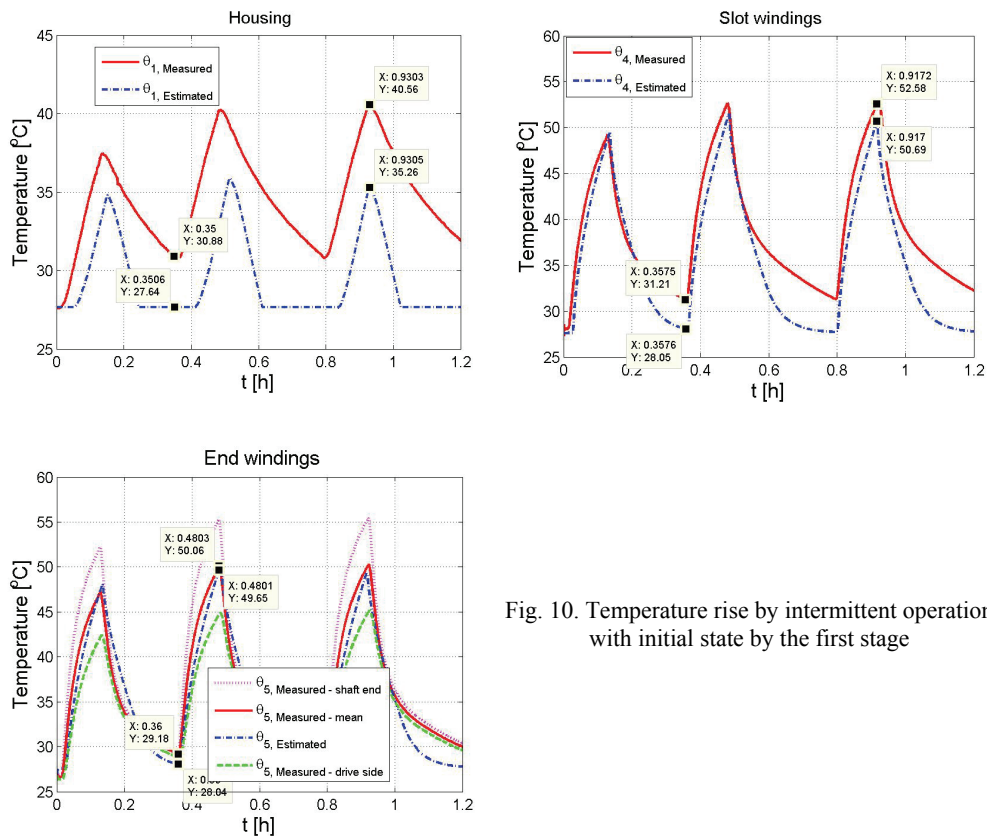 Housing
Temperature [⁰C]
45
40
35
30
25
0
0.2
0.4
0.6
0.8
1
1.2
t [h]
θ1, Measured
θ1, Estimated
X: 0.9303
Y: 40.56
X: 0.9305
Y: 35.26
X: 0.35
Y: 30.88
X: 0.3506
Y: 27.64
Slot windings
Temperature [⁰C]
60
55
50
45
40
35
30
25
0
0.2
0.4
0.6
0.8
1
1.2
t [h]
θ4, Measured
θ4, Estimated
X: 0.9172
Y: 52.58
X: 0.917
Y: 50.69
X: 0.3575
Y: 31.21
X: 0.3576
Y: 28.05
End windings
Temperature [⁰C]
60
55
50
45
40
35
30
25
0
0.2
0.4
0.6
0.8
1
1.2
t [h]
X: 0.4803
Y: 50.06
X: 0.4801
Y: 49.65
θ5, Measured - shaft end
θ5, Measured - mean
θ5, Estimated
θ5, Measured - drive side
X: 0.36
Y: 29.18
Y: 28.04
Fig. 10. Temperature rise by intermittent operation
with initial state by the first stage